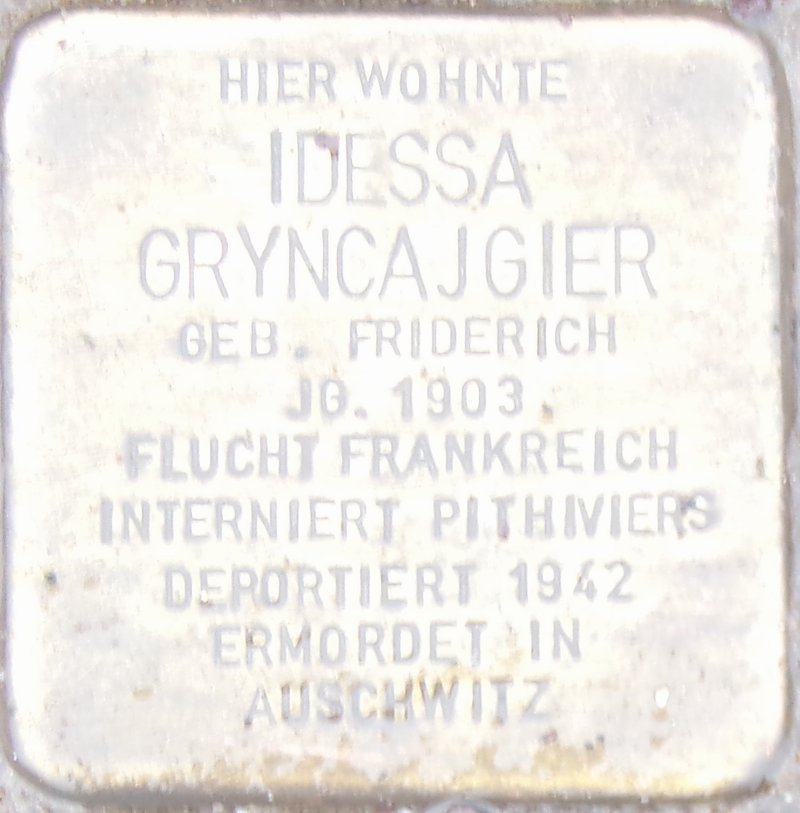 HIER WOHNTE
IDESSA
GRYNCAJGIER
GEB. FRIDERICH
JG. 1903
FLUCHT FRANKREICH
INTERNIERT PITHIVIERS
DEPORTIERT 1942
ERMORDET IN
AUSCHWITZ